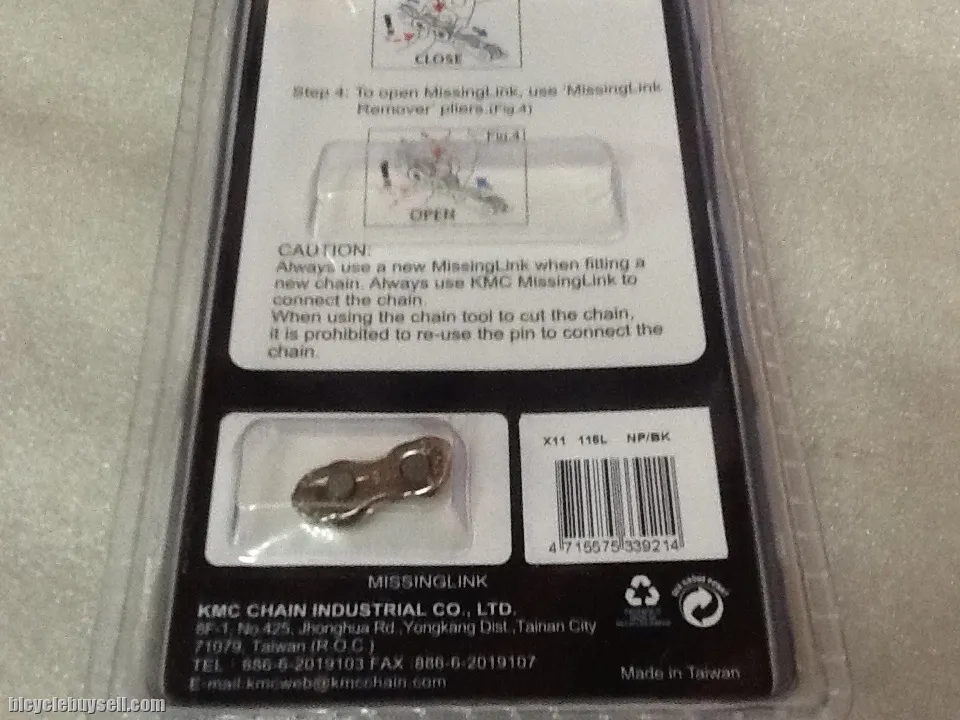 CLOSE
Step 4: To open MissingLink, use 'MissingLink
Remover' pliers.(Fig.4)
Fig.4
OPEN
CAUTION:
Always use a new MissingLink when fitting a
new chain. Always use KMC MissingLink to
connect the chain.
When using the chain tool to cut the chain,
it is prohibited to re-use the pin to connect the
chain.
X11 116L NP/BK
4 715575 339214
MISSINGLINK
KMC CHAIN INDUSTRIAL CO., LTD.
8F-1, No.425, Jhonghua Rd.,Yongkang Dist.,Tainan City
71079, Taiwan (R.O.C.)
TEL : 886-6-2019103 FAX : 886-6-2019107
E-mail:kmcweb@kmcchain.com
Made in Taiwan
bicyclebuysell.com